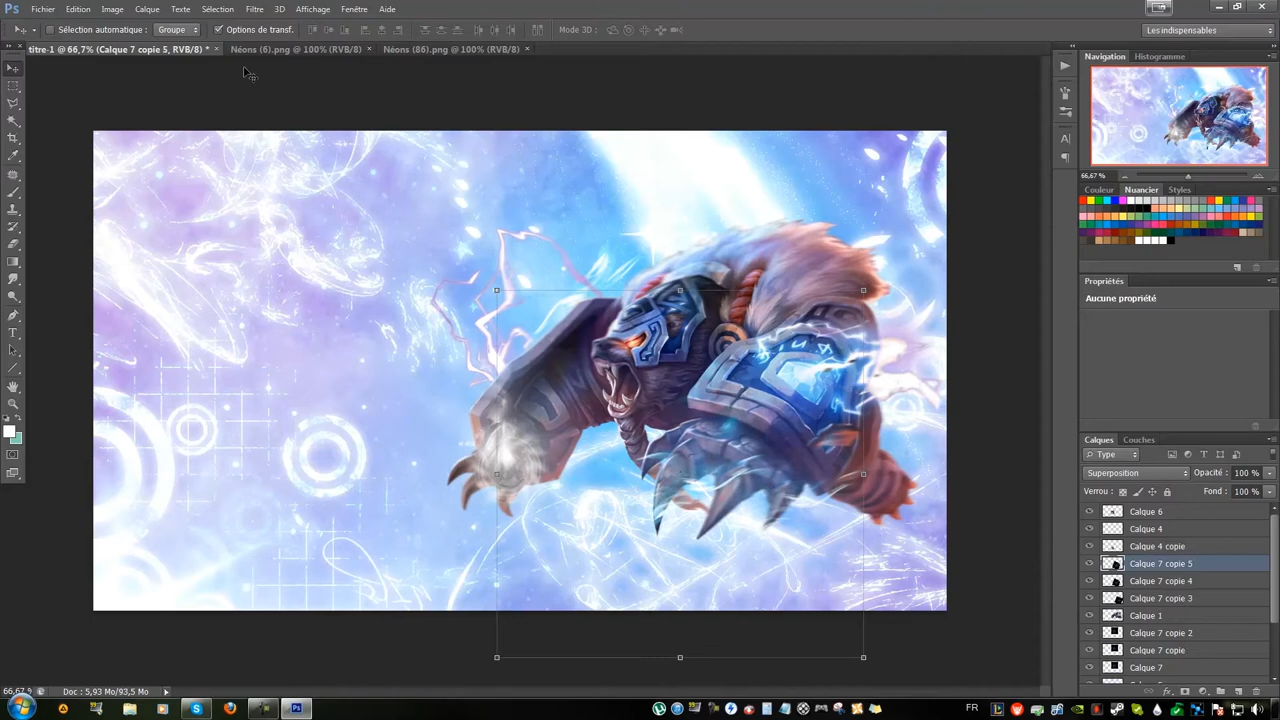 Ps Fichier Edition Image Calque Texte Sélection Filtre 3D Affichage Fenêtre Aide
Sélection automatique : Groupe Options de transf. Mode 3D : Les indispensables
titre-1 @ 66,7% (Calque 7 copie 5, RVB/8) * × Néons (6).png @ 100% (RVB/8) × Néons (86).png @ 100% (RVB/8) ×
Navigation Histogramme
66,67%
Couleur Nuancier Styles
Propriétés
Aucune propriété
Calques Couches
Type
Superposition Opacité : 100 %
Verrou : Fond : 100 %
Calque 6
Calque 4
Calque 4 copie
Calque 7 copie 5
Calque 7 copie 4
Calque 7 copie 3
Calque 1
Calque 7 copie 2
Calque 7 copie
Calque 7
66,67% Doc : 5,93 Mo/93,5 Mo
FR